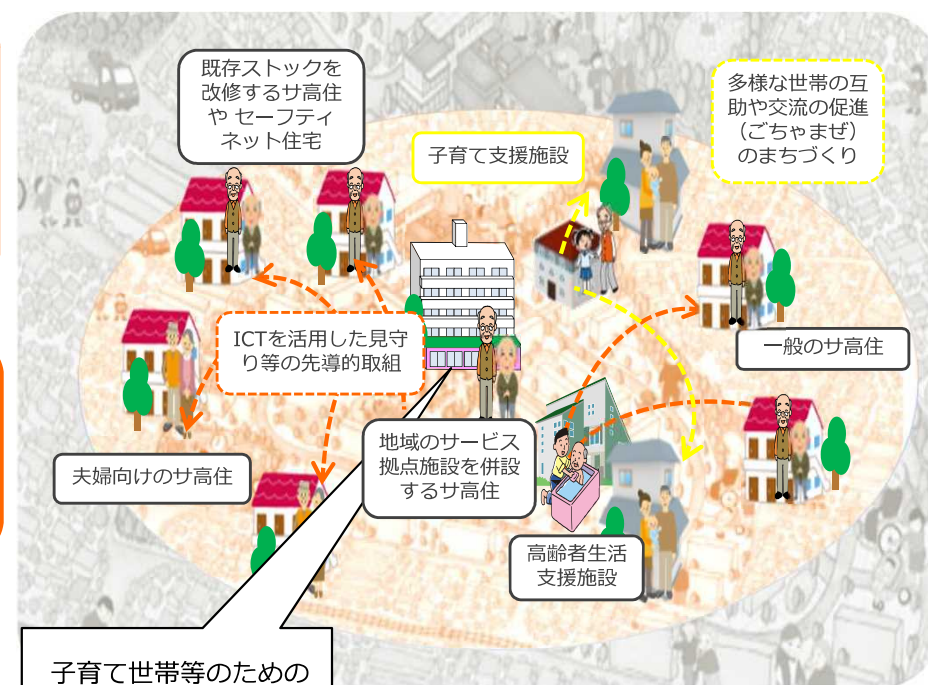 既存ストックを
改修するサ高住
や セーフティ
ネット住宅
子育て支援施設
多様な世帯の互
助や交流の促進
（ごちゃまぜ）
のまちづくり
ICTを活用した見守
り等の先導的取組
一般のサ高住
夫婦向けのサ高住
地域のサービス
拠点施設を併設
するサ高住
高齢者生活
支援施設
子育て世帯等のための